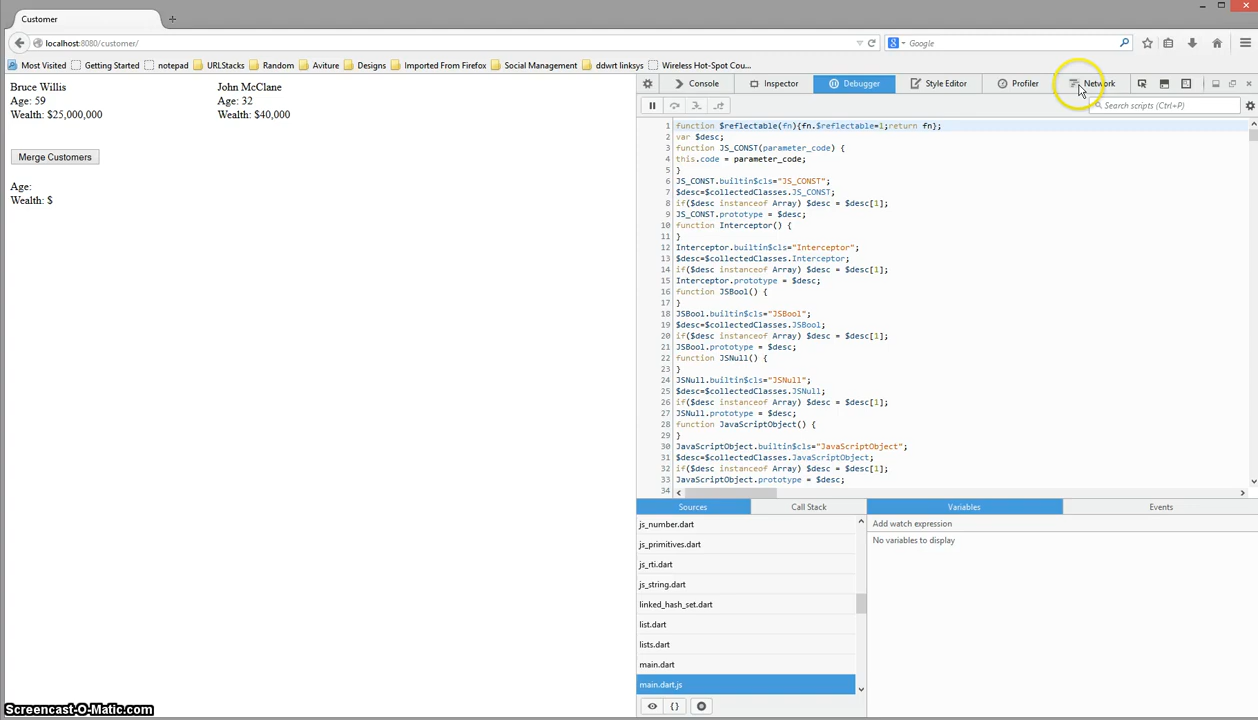 Customer
localhost:8080/customer/
Google
Most Visited Getting Started notepad URLStacks Random Aviture Designs Imported From Firefox Social Management ddwrt linksys Wireless Hot-Spot Cou...
Bruce Willis
Age: 59
Wealth: $25,000,000
John McClane
Age: 32
Wealth: $40,000
Merge Customers
Age:
Wealth: $
Console Inspector Debugger Style Editor Profiler Network
Search scripts (Ctrl+P)
1 function $reflectable(fn){fn.$reflectable=1;return fn};
2 var $desc;
3 function JS_CONST(parameter_code) {
4 this.code = parameter_code;
5 }
6 JS_CONST.builtin$cls="JS_CONST";
7 $desc=$collectedClasses.JS_CONST;
8 if($desc instanceof Array) $desc = $desc[1];
9 JS_CONST.prototype = $desc;
10 function Interceptor() {
11 }
12 Interceptor.builtin$cls="Interceptor";
13 $desc=$collectedClasses.Interceptor;
14 if($desc instanceof Array) $desc = $desc[1];
15 Interceptor.prototype = $desc;
16 function JSBool() {
17 }
18 JSBool.builtin$cls="JSBool";
19 $desc=$collectedClasses.JSBool;
20 if($desc instanceof Array) $desc = $desc[1];
21 JSBool.prototype = $desc;
22 function JSNull() {
23 }
24 JSNull.builtin$cls="JSNull";
25 $desc=$collectedClasses.JSNull;
26 if($desc instanceof Array) $desc = $desc[1];
27 JSNull.prototype = $desc;
28 function JavaScriptObject() {
29 }
30 JavaScriptObject.builtin$cls="JavaScriptObject";
31 $desc=$collectedClasses.JavaScriptObject;
32 if($desc instanceof Array) $desc = $desc[1];
33 JavaScriptObject.prototype = $desc;
34
Sources Call Stack Variables Events
js_number.dart
js_primitives.dart
js_rti.dart
js_string.dart
linked_hash_set.dart
list.dart
lists.dart
main.dart
main.dart.js
Add watch expression
No variables to display
Screencast-O-Matic.com